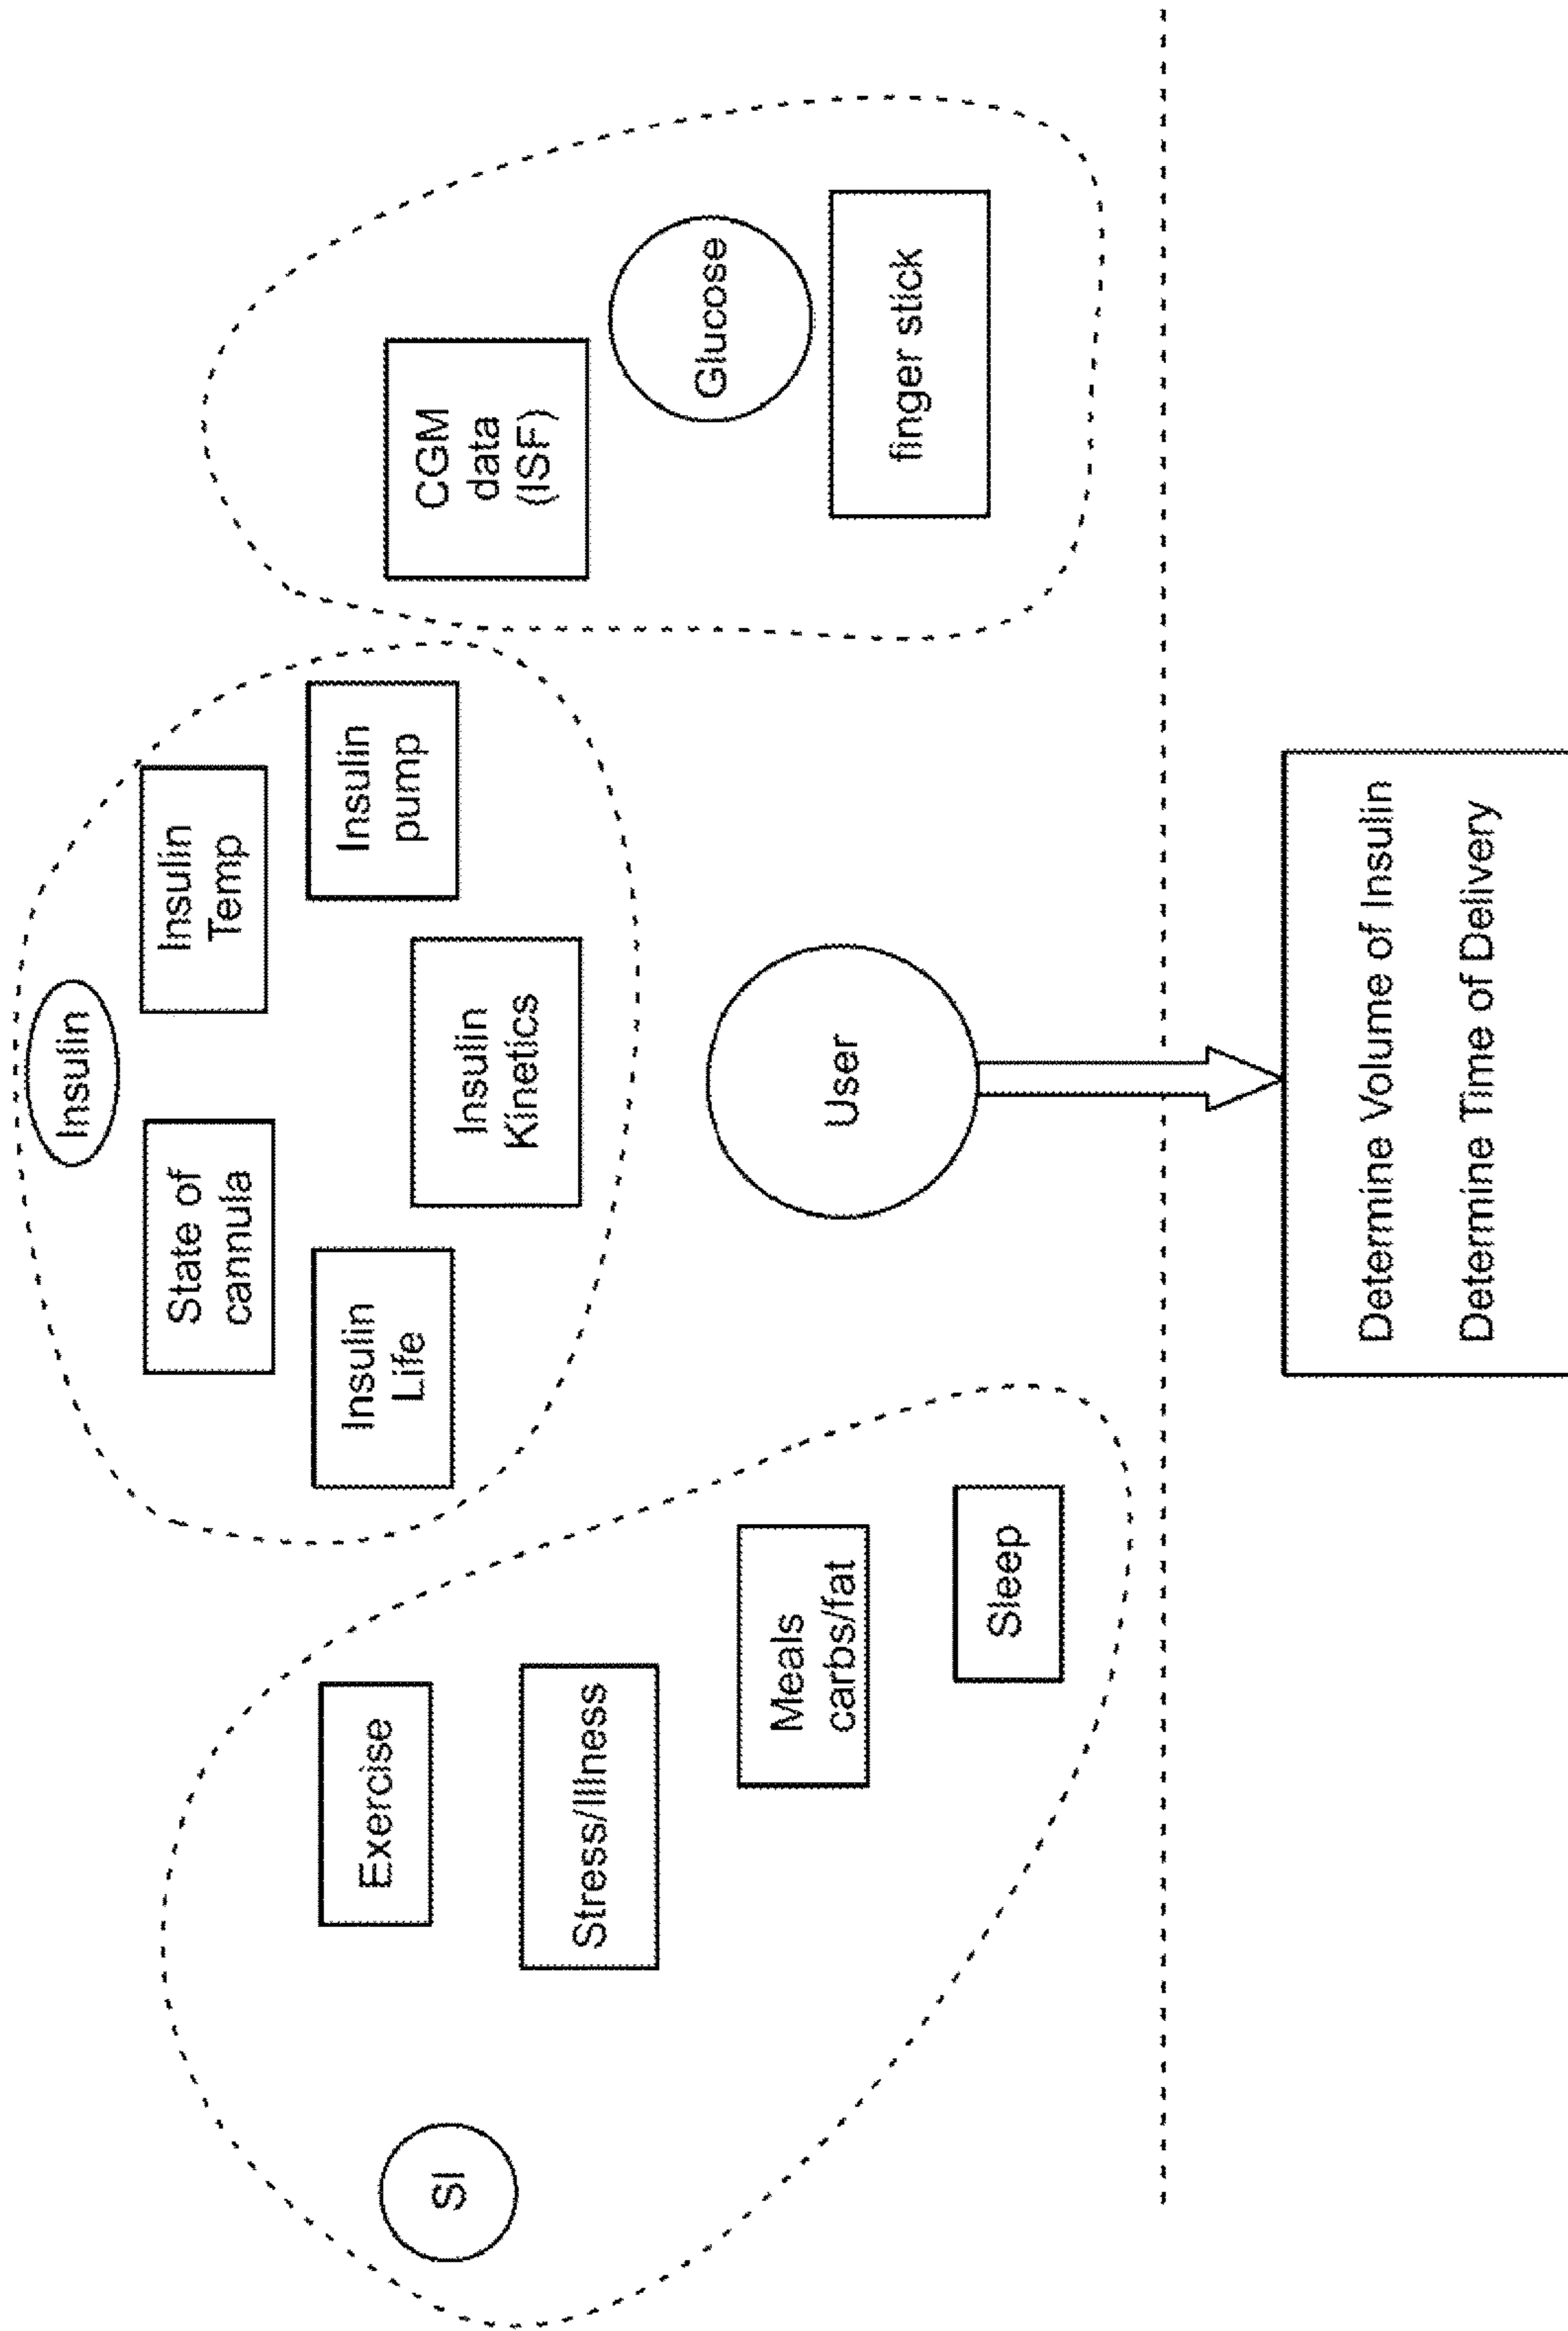 Insulin
State of
cannula
Insulin
Temp
Insulin
Life
Insulin
pump
Insulin
Kinetics
SI
Exercise
Stress/Illness
Meals
carbs/fat
Sleep
CGM
data
(ISF)
Glucose
finger stick
User
Determine Volume of Insulin
Determine Time of Delivery